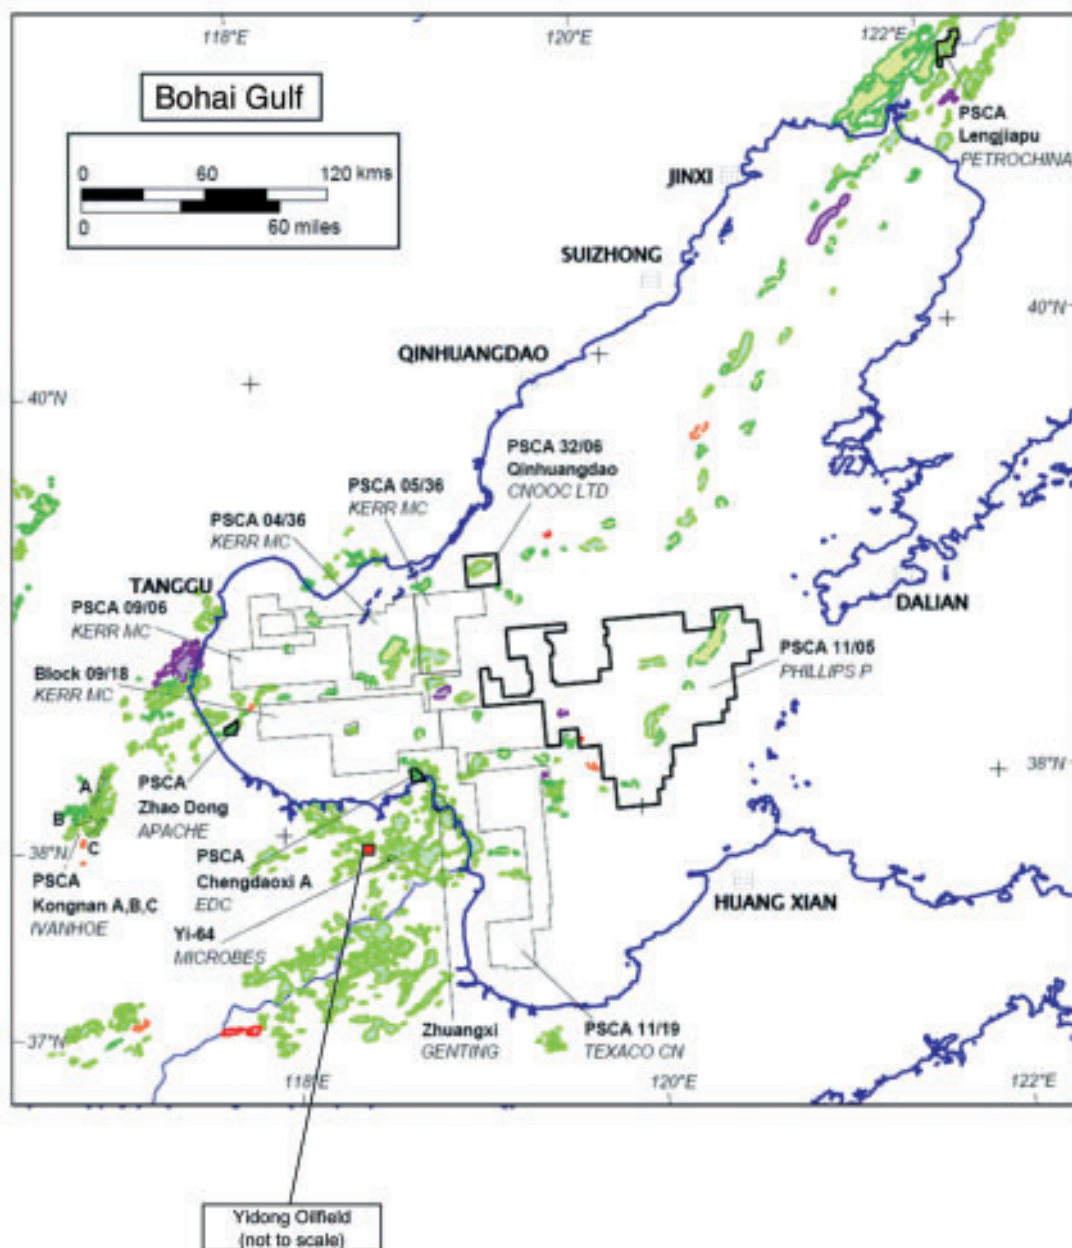 118°E
120°E
122°E
Bohai Gulf
0 60 120 kms
0 60 miles
PSCA
Lengjiapu
PETROCHINA
JINXI
SUIZHONG
40°N
QINHUANGDAO
40°N
PSCA 32/06
Qinhuangdao
CNOOC LTD
PSCA 05/36
KERR MC
PSCA 04/36
KERR MC
TANGGU
PSCA 09/06
KERR MC
DALIAN
PSCA 11/05
PHILLIPS P
Block 09/18
KERR MC
38°N
A
B
C
PSCA
Zhao Dong
APACHE
38°N
PSCA
Chengdaoxi A
EDC
PSCA
Kongnan A,B,C
IVANHOE
HUANG XIAN
Yi-64
MICROBES
Zhuangxi
GENTING
PSCA 11/19
TEXACO CN
37°N
118°E
120°E
122°E
Yidong Oilfield
(not to scale)